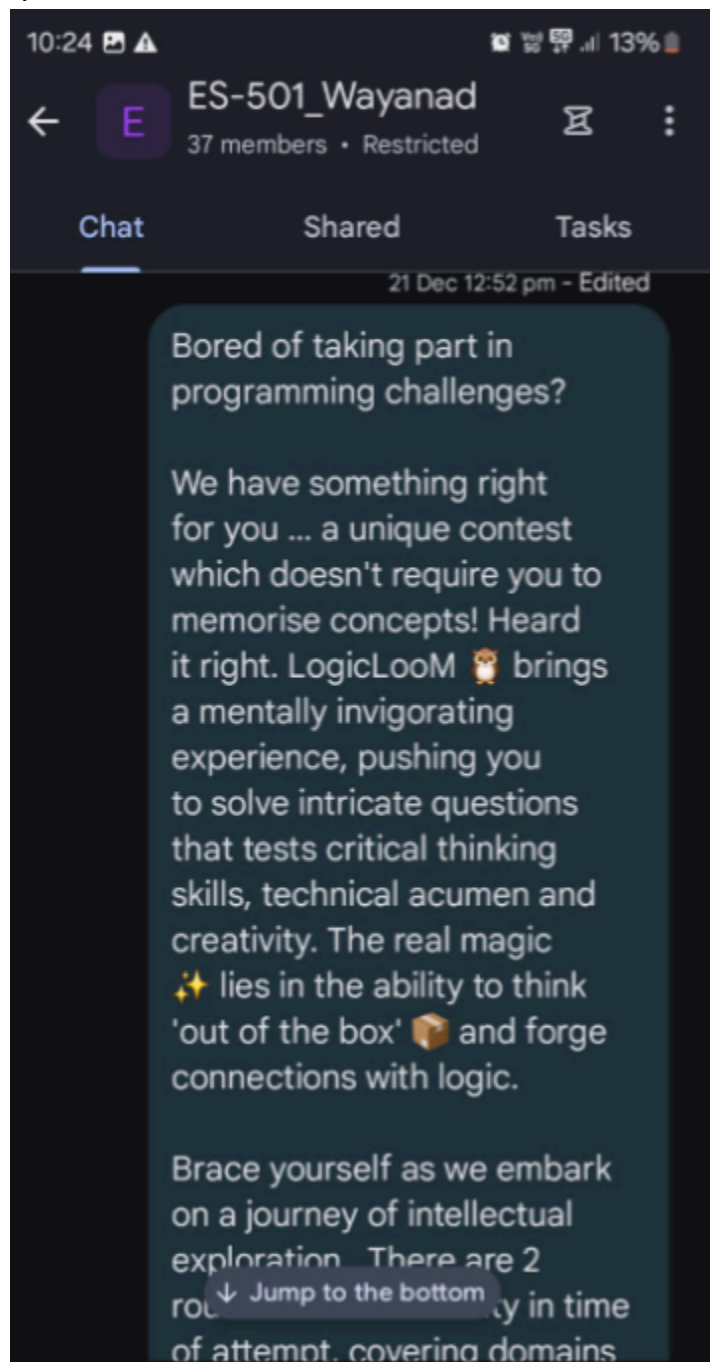 10:24 13%
E ES-501_Wayanad
37 members • Restricted
Chat Shared Tasks
21 Dec 12:52 pm – Edited
Bored of taking part in
programming challenges?
We have something right
for you ... a unique contest
which doesn't require you to
memorise concepts! Heard
it right. LogicLooM 🦉 brings
a mentally invigorating
experience, pushing you
to solve intricate questions
that tests critical thinking
skills, technical acumen and
creativity. The real magic
✨ lies in the ability to think
'out of the box' 📦 and forge
connections with logic.
Brace yourself as we embark
on a journey of intellectual
exploration. There are 2
↓ Jump to the bottom
in time
of attempt, covering domains